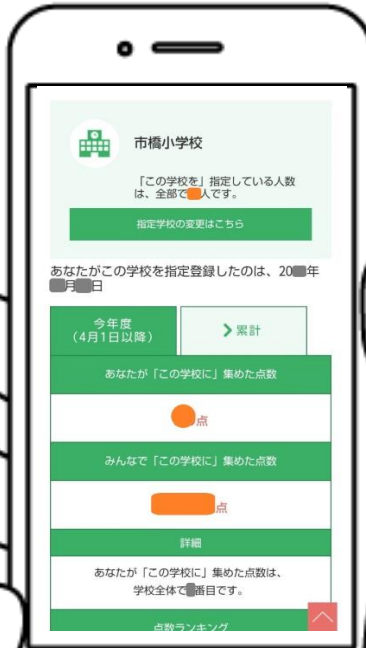 市橋小学校
「この学校を」指定している人数
は、全部で人です。
指定学校の変更はこちら
あなたがこの学校を指定登録したのは、20年
月日
今年度
(4月1日以降)
累計
あなたが「この学校に」集めた点数
点
みんなで「この学校に」集めた点数
点
詳細
あなたが「この学校に」集めた点数は、
学校全体で番目です。
点数ランキング